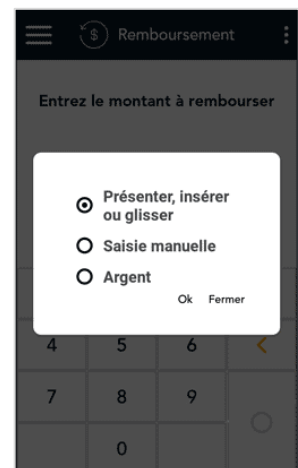 $ Remboursement
Entrez le montant à rembourser
Présenter, insérer
ou glisser
Saisie manuelle
Argent
Ok Fermer
4 5 6
7 8 9
0